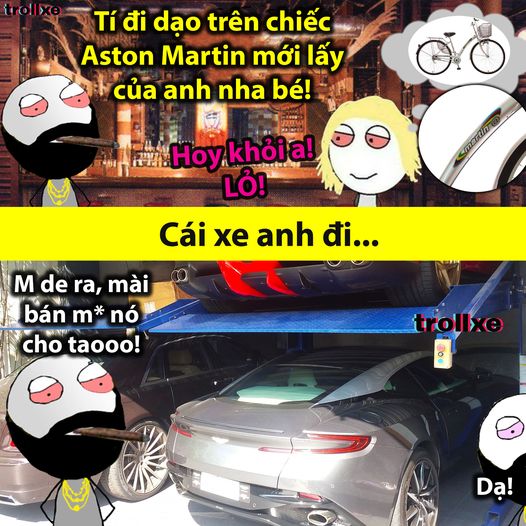 trollxe
Tí đi dạo trên chiếc
Aston Martin mới lấy
của anh nha bé!
Hoy khỏi a!
LỎ!
martin
Cái xe anh đi...
M de ra, mài
bán m* nó
cho taooo!
trollxe
Dạ!